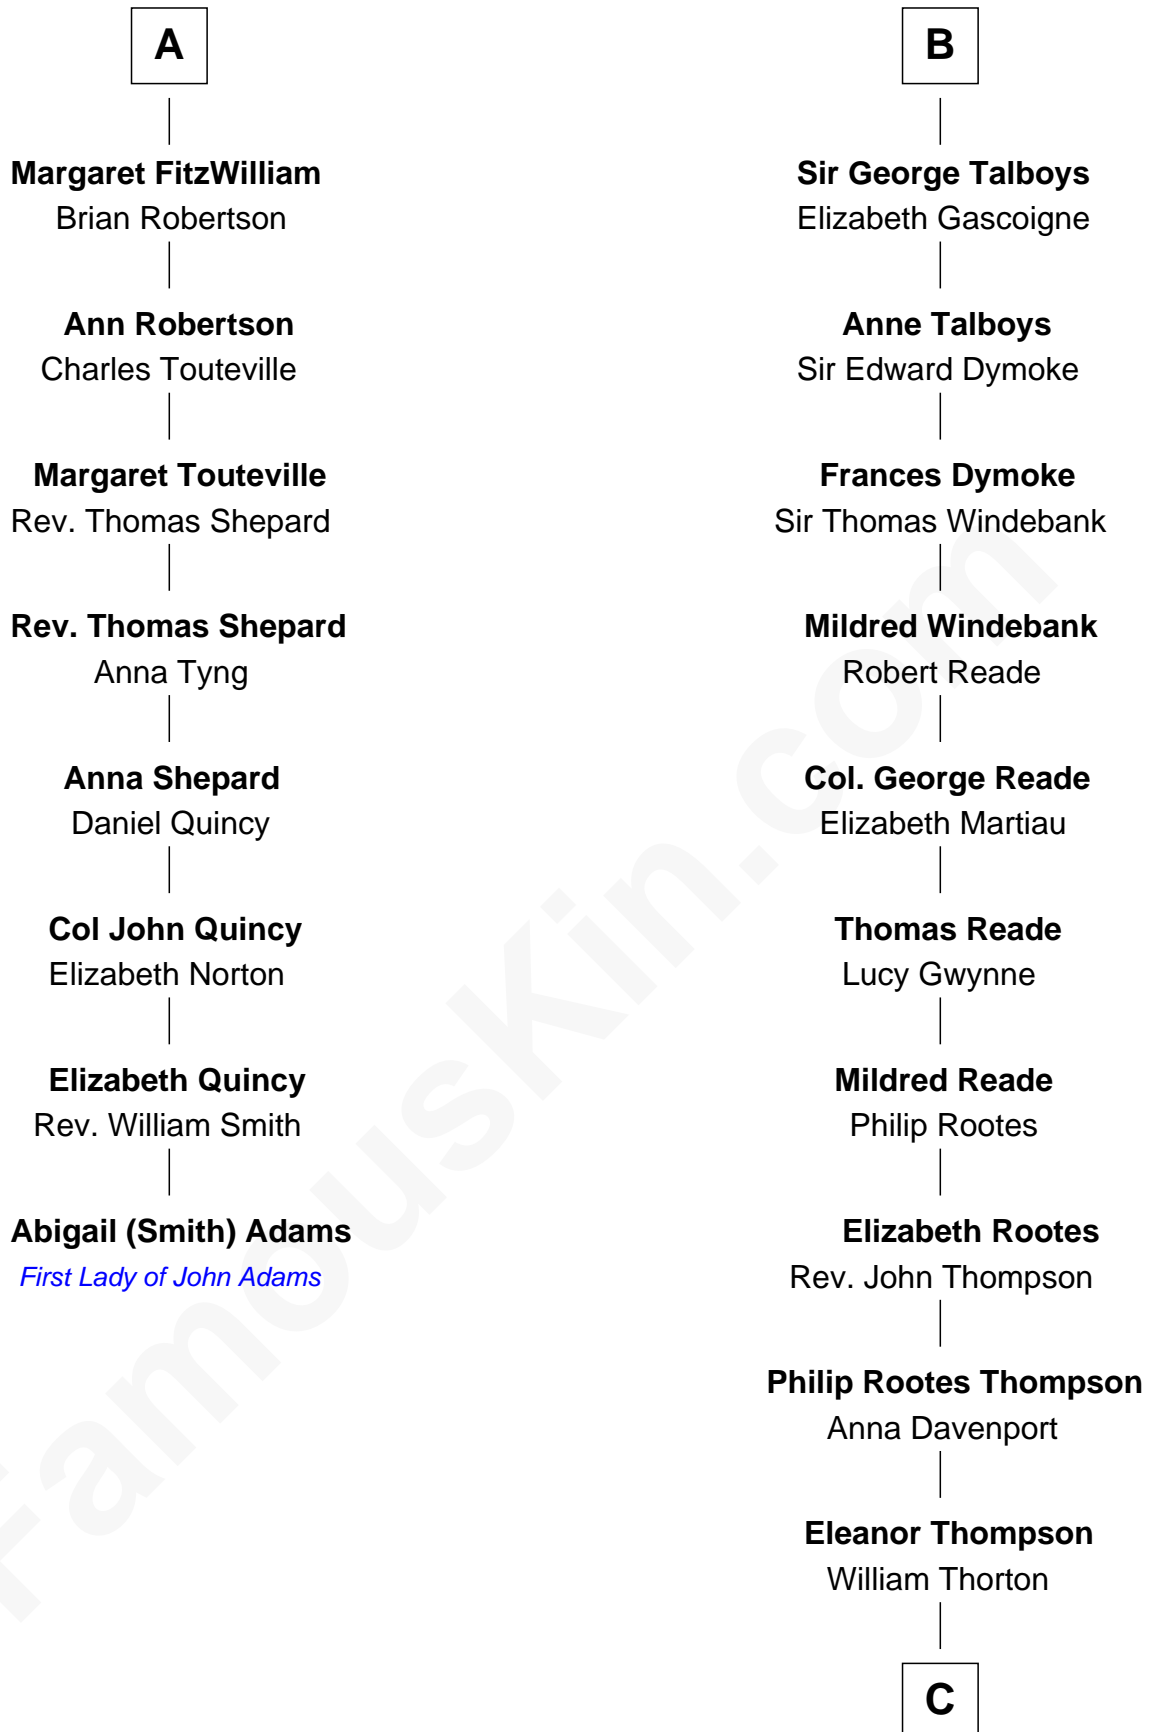 A
Margaret FitzWilliam
Brian Robertson
Ann Robertson
Charles Touteville
Margaret Touteville
Rev. Thomas Shepard
Rev. Thomas Shepard
Anna Tyng
Anna Shepard
Daniel Quincy
Col John Quincy
Elizabeth Norton
Elizabeth Quincy
Rev. William Smith
Abigail (Smith) Adams
First Lady of John Adams
B
Sir George Talboys
Elizabeth Gascoigne
Anne Talboys
Sir Edward Dymoke
Frances Dymoke
Sir Thomas Windebank
Mildred Windebank
Robert Reade
Col. George Reade
Elizabeth Martiau
Thomas Reade
Lucy Gwynne
Mildred Reade
Philip Rootes
Elizabeth Rootes
Rev. John Thompson
Philip Rootes Thompson
Anna Davenport
Eleanor Thompson
William Thorton
C
FamousKin.com